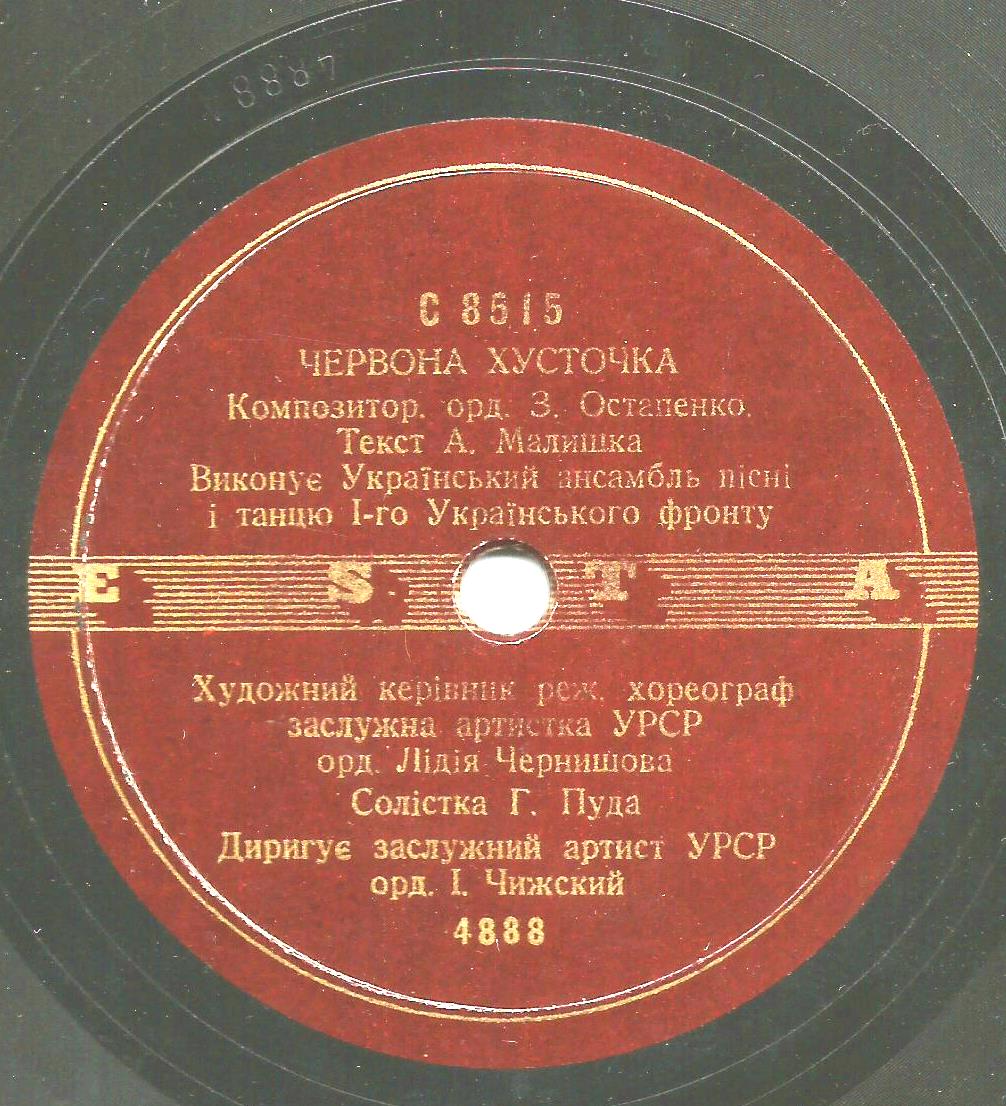 4888
С 8515
ЧЕРВОНА ХУСТОЧКА
Композитор. орд. З. Остапенко.
Текст А. Малишка
Виконує Український ансамбль пісні
і танцю І-го Українського фронту
E S T A
Художний керівник реж. хореограф
заслужна артистка УРСР
орд. Лідія Чернишова
Солістка Г. Пуда
Диригує заслужний артист УРСР
орд. І. Чижский
4888